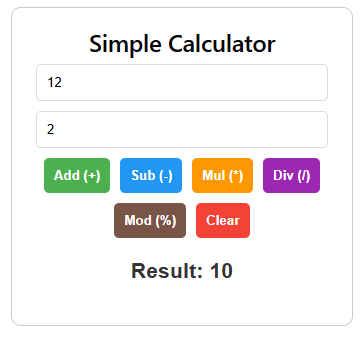 Simple Calculator
12
2
Add (+) Sub (-) Mul (*) Div (/)
Mod (%) Clear
Result: 10